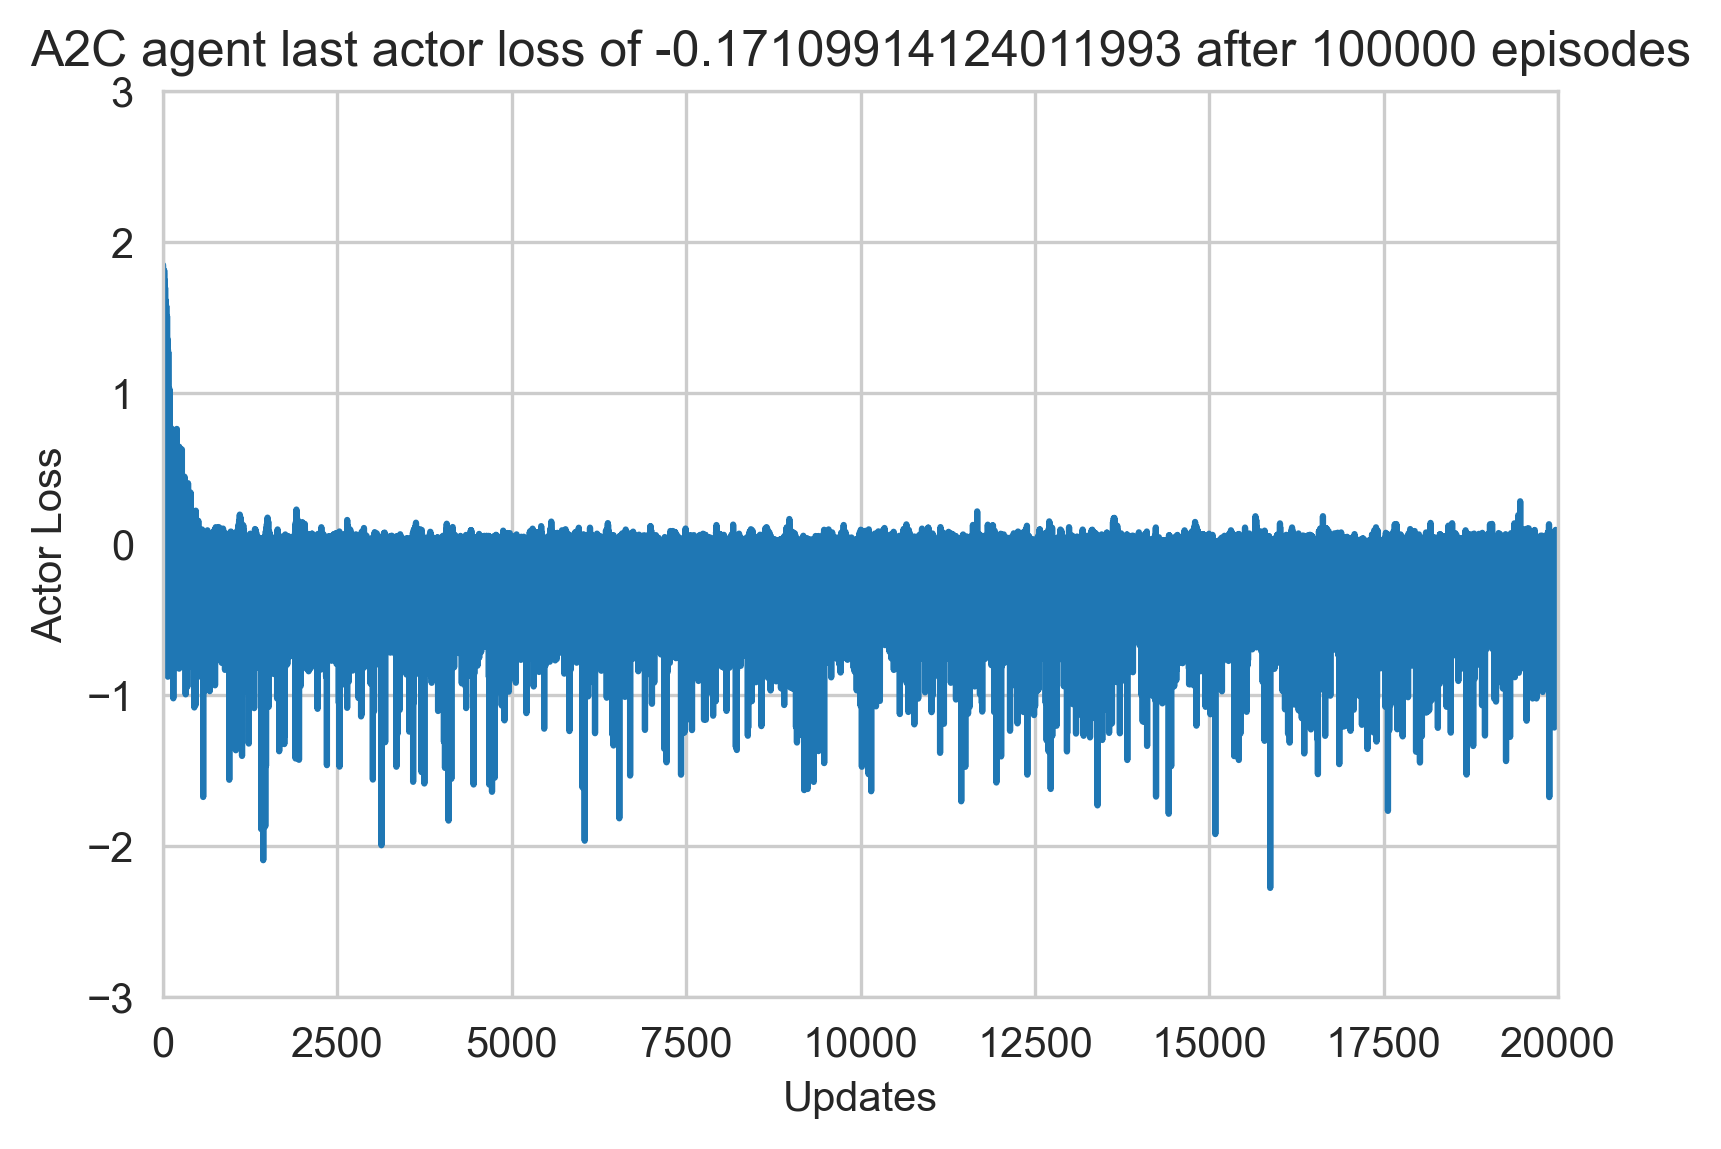 A2C agent last actor loss of -0.17109914124011993 after 100000 episodes
3
2
1
0
−1
−2
−3
Actor Loss
0 2500 5000 7500 10000 12500 15000 17500 20000
Updates